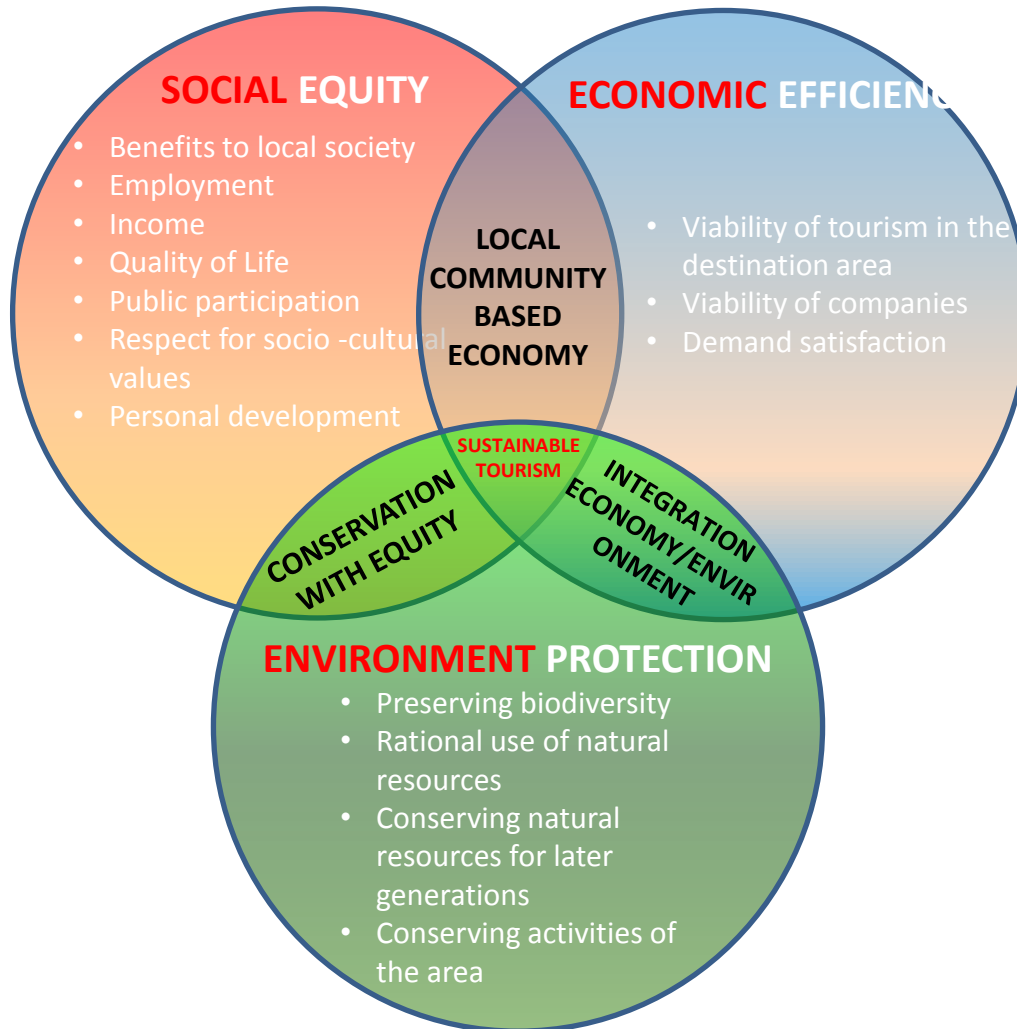 SOCIAL EQUITY
• Benefits to local society
• Employment
• Income
• Quality of Life
• Public participation
• Respect for socio -cultural
values
• Personal development
ECONOMIC EFFICIENC
• Viability of tourism in the
destination area
• Viability of companies
• Demand satisfaction
LOCAL
COMMUNITY
BASED
ECONOMY
SUSTAINABLE
TOURISM
CONSERVATION
WITH EQUITY
INTEGRATION
ECONOMY/ENVIR
ONMENT
ENVIRONMENT PROTECTION
• Preserving biodiversity
• Rational use of natural
resources
• Conserving natural
resources for later
generations
• Conserving activities of
the area